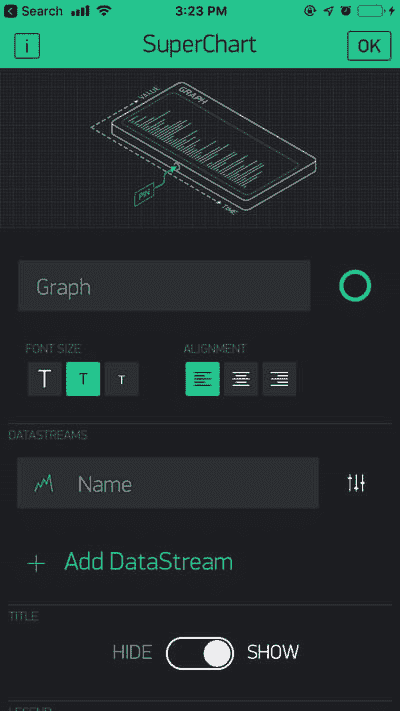 Search 3:23 PM
i SuperChart OK
VALUE
GRAPH
PIN
TIME
Graph
FONT SIZE ALIGNMENT
T T T
DATASTREAMS
Name
+ Add DataStream
TITLE
HIDE SHOW
LEGEND